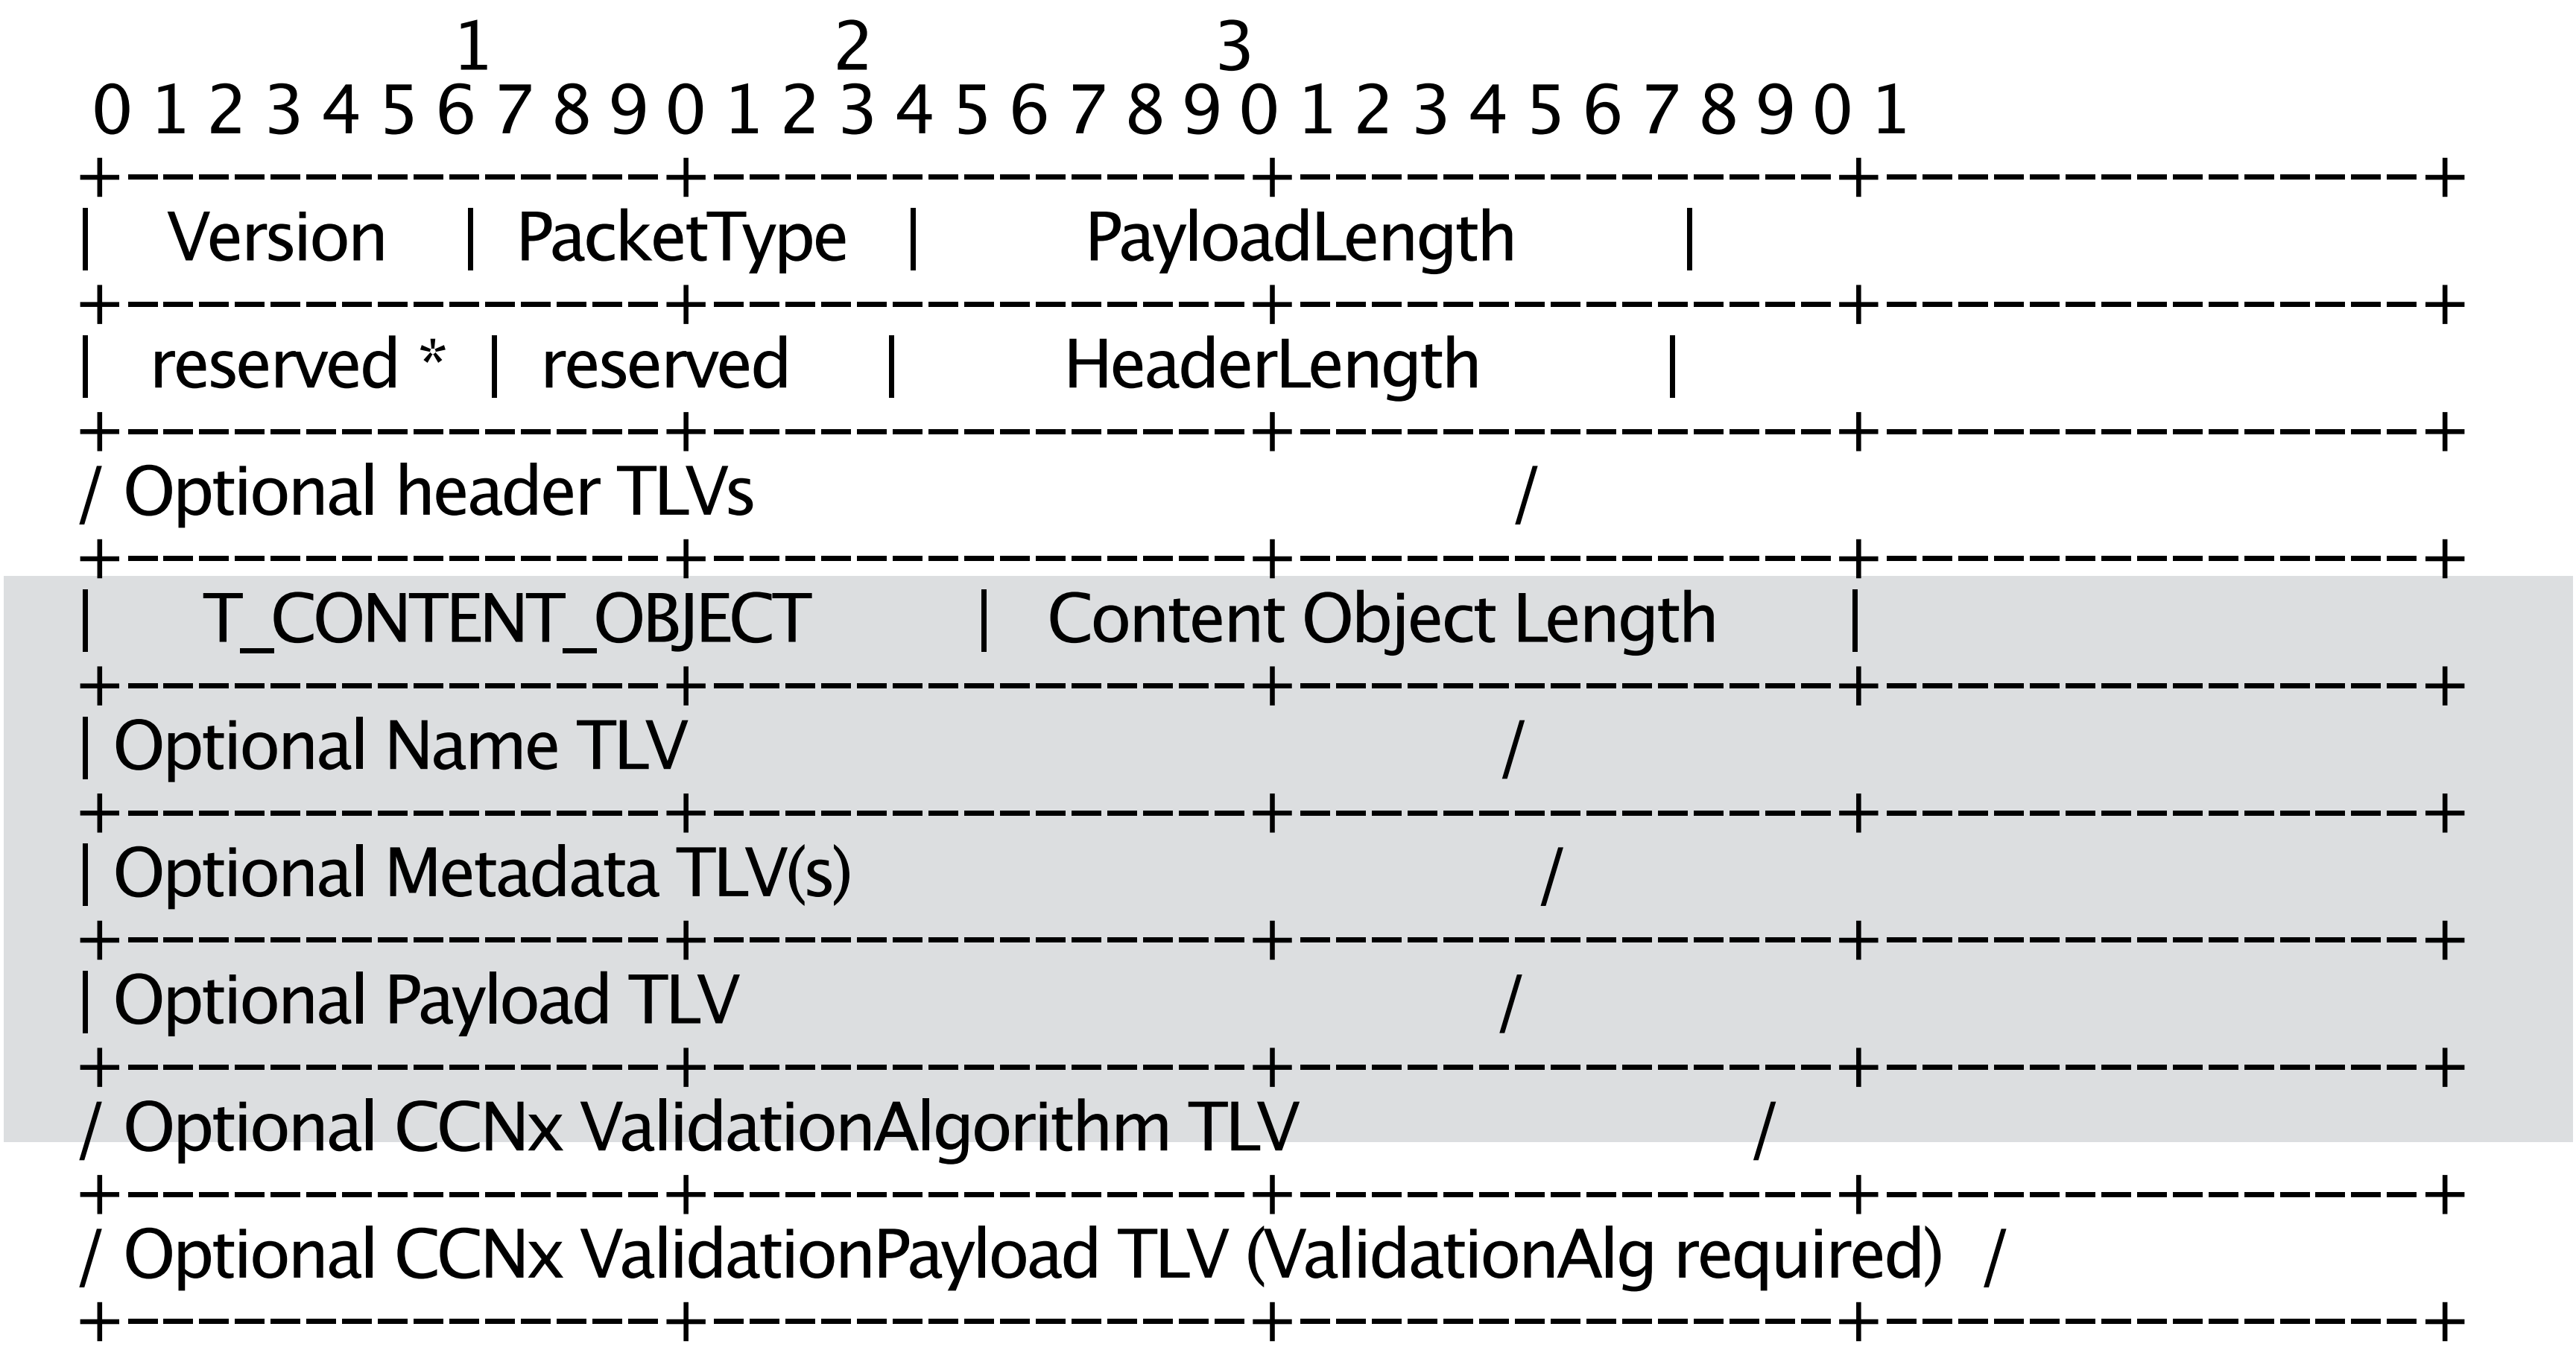 1 2 3
0 1 2 3 4 5 6 7 8 9 0 1 2 3 4 5 6 7 8 9 0 1 2 3 4 5 6 7 8 9 0 1
+---------------+---------------+---------------+---------------+
| Version | PacketType | PayloadLength |
+---------------+---------------+---------------+---------------+
| reserved * | reserved | HeaderLength |
+---------------+---------------+---------------+---------------+
/ Optional header TLVs /
+---------------+---------------+---------------+---------------+
| T_CONTENT_OBJECT | Content Object Length |
+---------------+---------------+---------------+---------------+
| Optional Name TLV /
+---------------+---------------+---------------+---------------+
| Optional Metadata TLV(s) /
+---------------+---------------+---------------+---------------+
| Optional Payload TLV /
+---------------+---------------+---------------+---------------+
/ Optional CCNx ValidationAlgorithm TLV /
+---------------+---------------+---------------+---------------+
/ Optional CCNx ValidationPayload TLV (ValidationAlg required) /
+---------------+---------------+---------------+---------------+